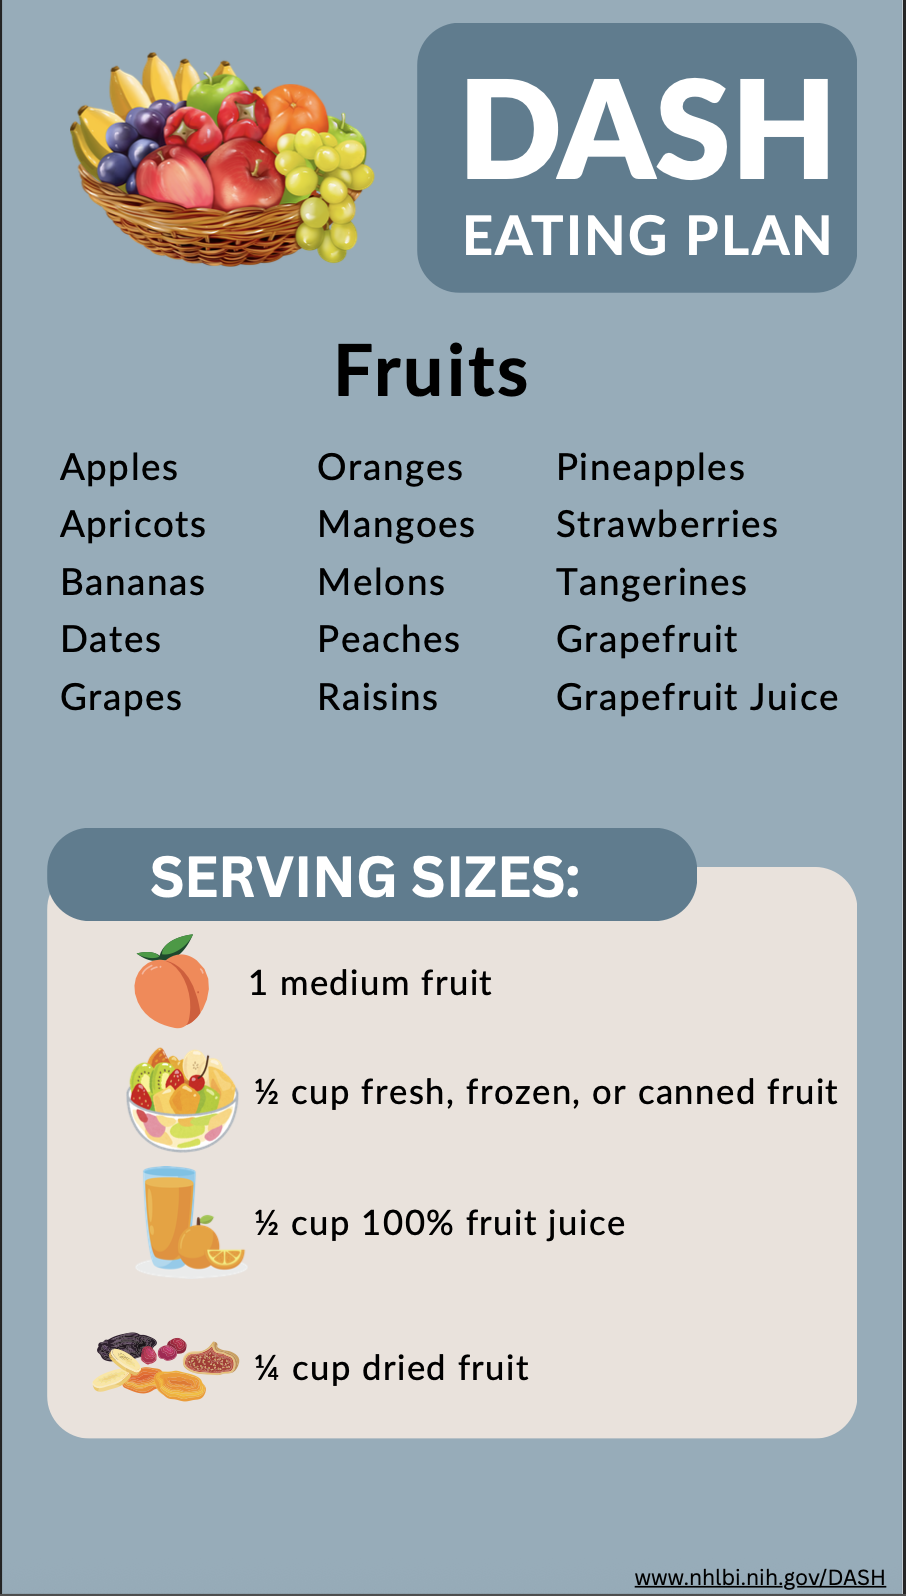 DASH
EATING PLAN
Fruits
Apples
Apricots
Bananas
Dates
Grapes
Oranges
Mangoes
Melons
Peaches
Raisins
Pineapples
Strawberries
Tangerines
Grapefruit
Grapefruit Juice
SERVING SIZES:
1 medium fruit
½ cup fresh, frozen, or canned fruit
½ cup 100% fruit juice
¼ cup dried fruit
www.nhlbi.nih.gov/DASH